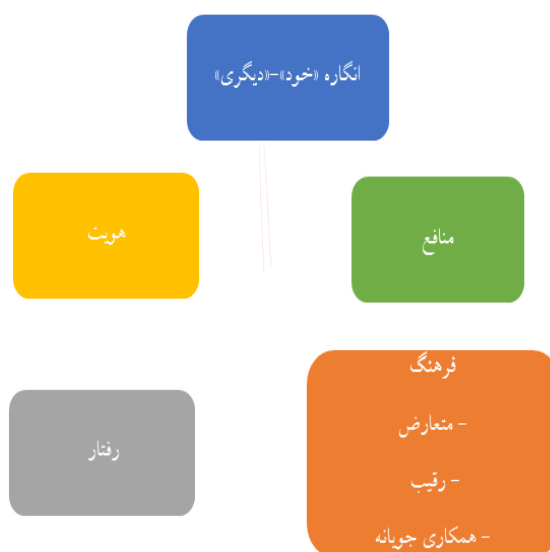 انگاره «خود»-«دیگری»
منافع
هویت
فرهنگ
- متعارض
- رقیب
- همکاری جویانه
رفتار